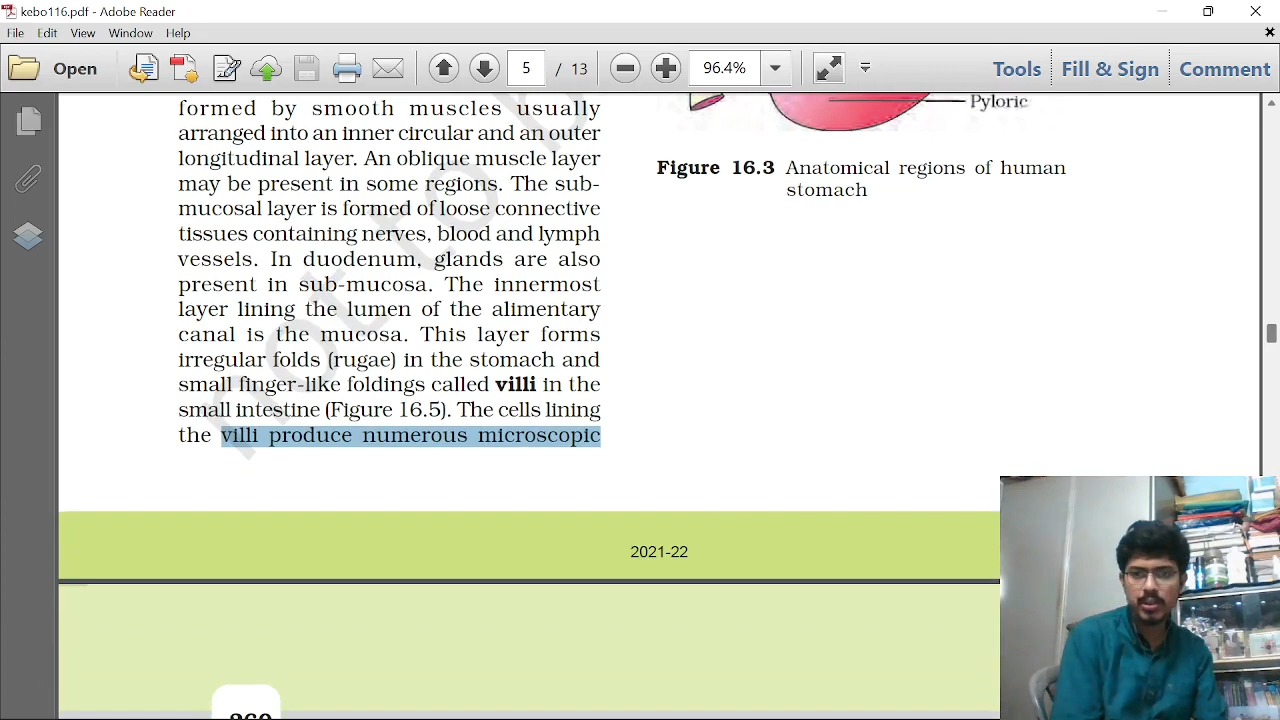 kebo116.pdf - Adobe Reader
File Edit View Window Help
Open 5 / 13 96.4% Tools Fill & Sign Comment
formed by smooth muscles usually
arranged into an inner circular and an outer
longitudinal layer. An oblique muscle layer
may be present in some regions. The sub-
mucosal layer is formed of loose connective
tissues containing nerves, blood and lymph
vessels. In duodenum, glands are also
present in sub-mucosa. The innermost
layer lining the lumen of the alimentary
canal is the mucosa. This layer forms
irregular folds (rugae) in the stomach and
small finger-like foldings called villi in the
small intestine (Figure 16.5). The cells lining
the villi produce numerous microscopic
Pyloric
Figure 16.3 Anatomical regions of human
stomach
not to
2021-22